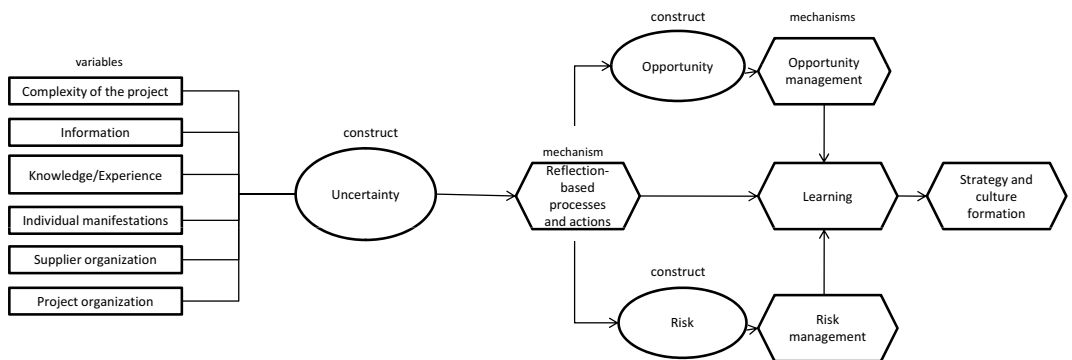 variables
Complexity of the project
Information
Knowledge/Experience
Individual manifestations
Supplier organization
Project organization
construct
Uncertainty
mechanism
Reflection-
based
processes
and actions
construct
Opportunity
mechanisms
Opportunity
management
Learning
Strategy and
culture
formation
construct
Risk
Risk
management